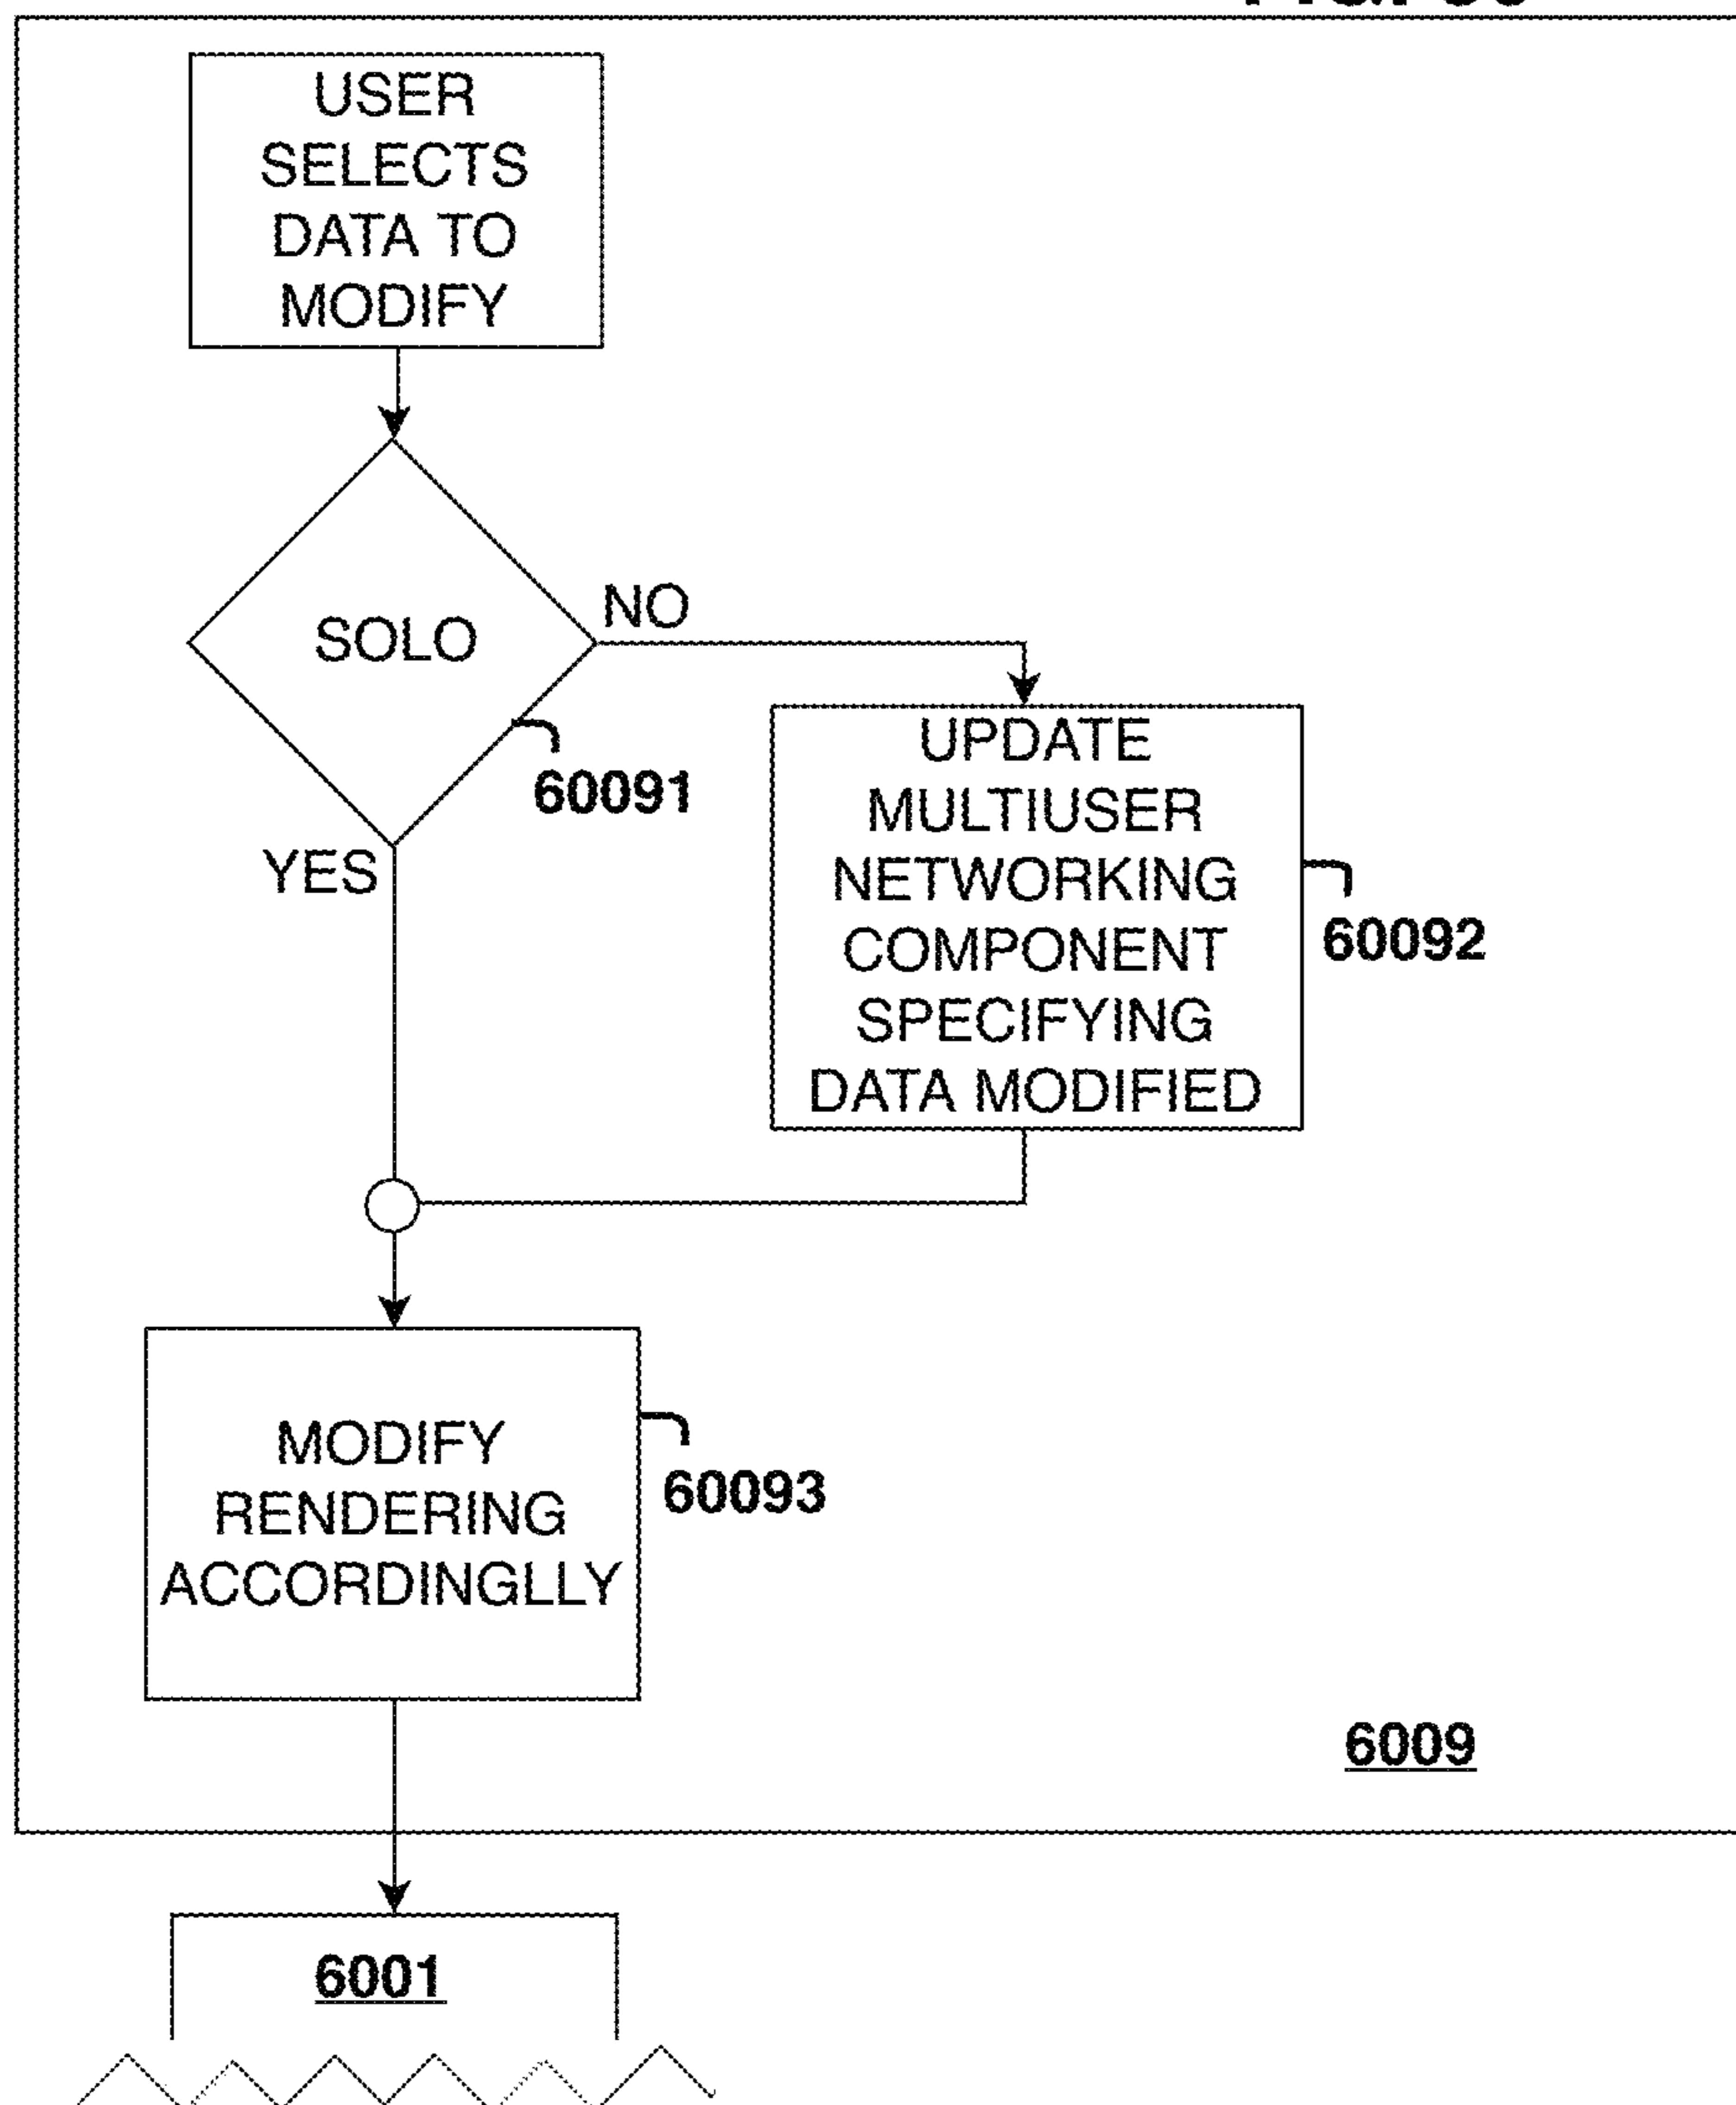 USER
SELECTS
DATA TO
MODIFY
SOLO
NO
60091
YES
UPDATE
MULTIUSER
NETWORKING
COMPONENT
SPECIFYING
DATA MODIFIED
60092
MODIFY
RENDERING
ACCORDINGLLY
60093
6009
6001